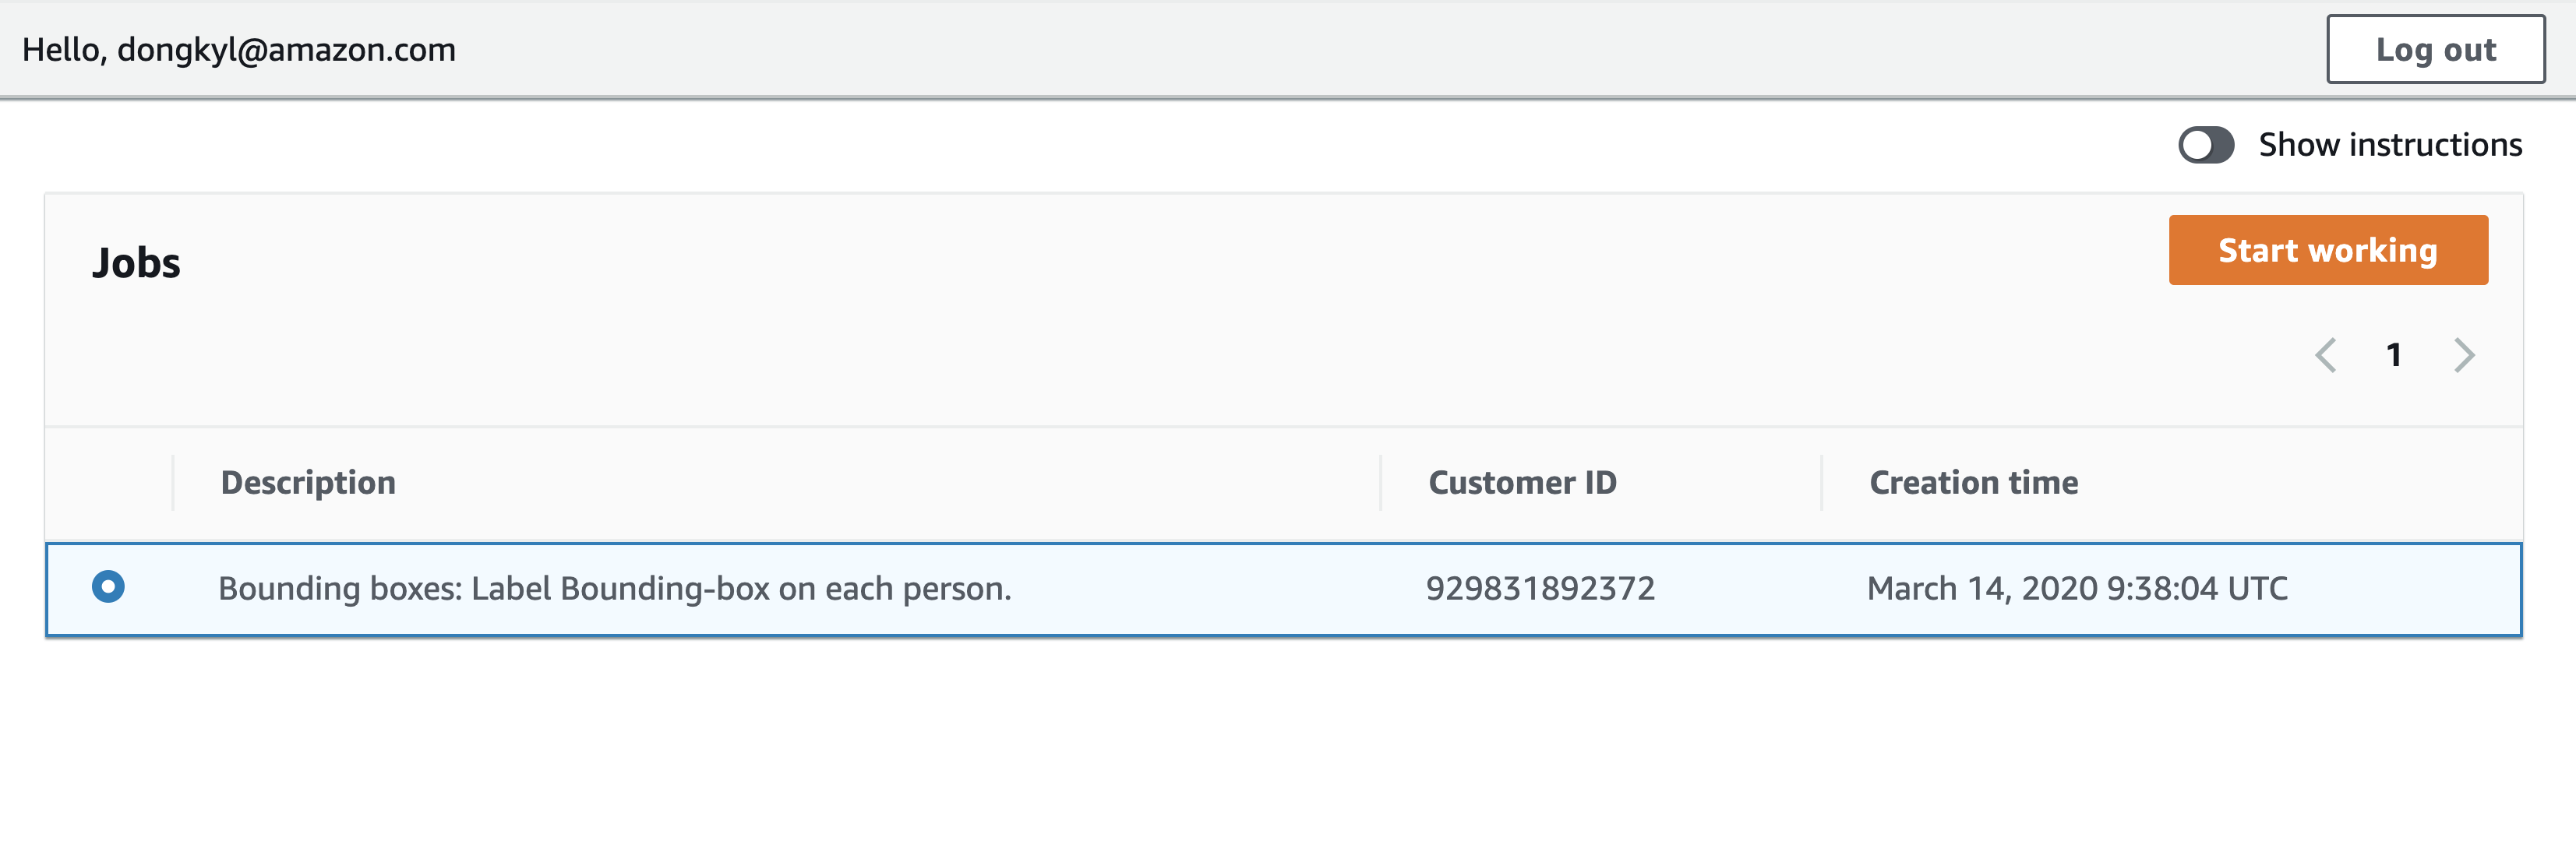 Hello, dongkyl@amazon.com
Log out
Show instructions
Jobs
Start working
1
Description
Customer ID
Creation time
Bounding boxes: Label Bounding-box on each person.
929831892372
March 14, 2020 9:38:04 UTC